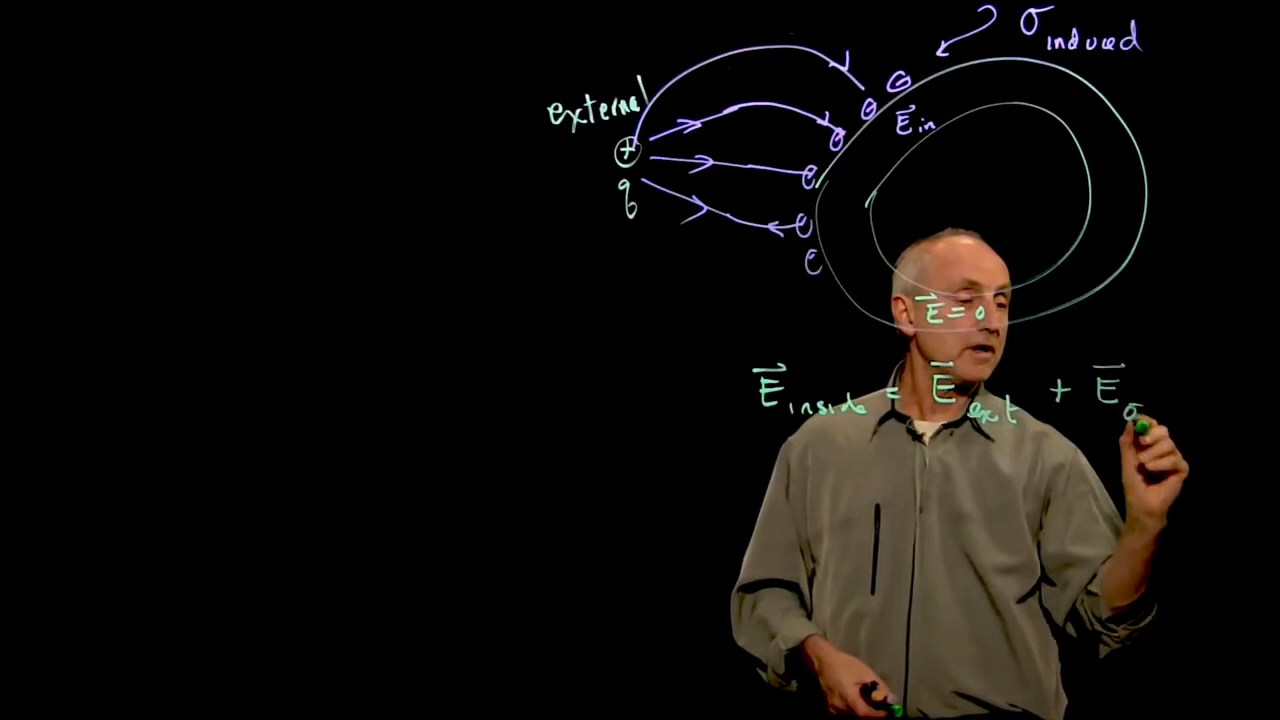 σ induced
external
E⃗ in
+
q
E⃗ = 0
E⃗ inside = E⃗ ext + E⃗ σ